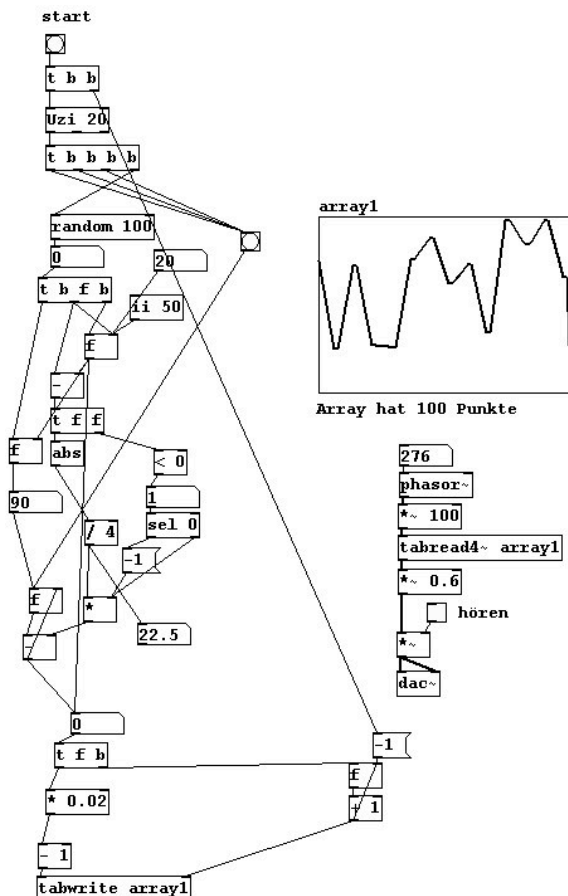 start
t b b
Uzi 20
t b b b b
array1
random 100
0
20
t b f b
ii 50
f
-
t f f
Array hat 100 Punkte
f
abs
< 0
276
90
1
phasor~
/ 4
sel 0
*~ 100
-1
tabread4~ array1
f
*
*~ 0.6
22.5
hören
-
*~
dac~
0
-1
t f b
f
* 0.02
+ 1
- 1
tabwrite array1